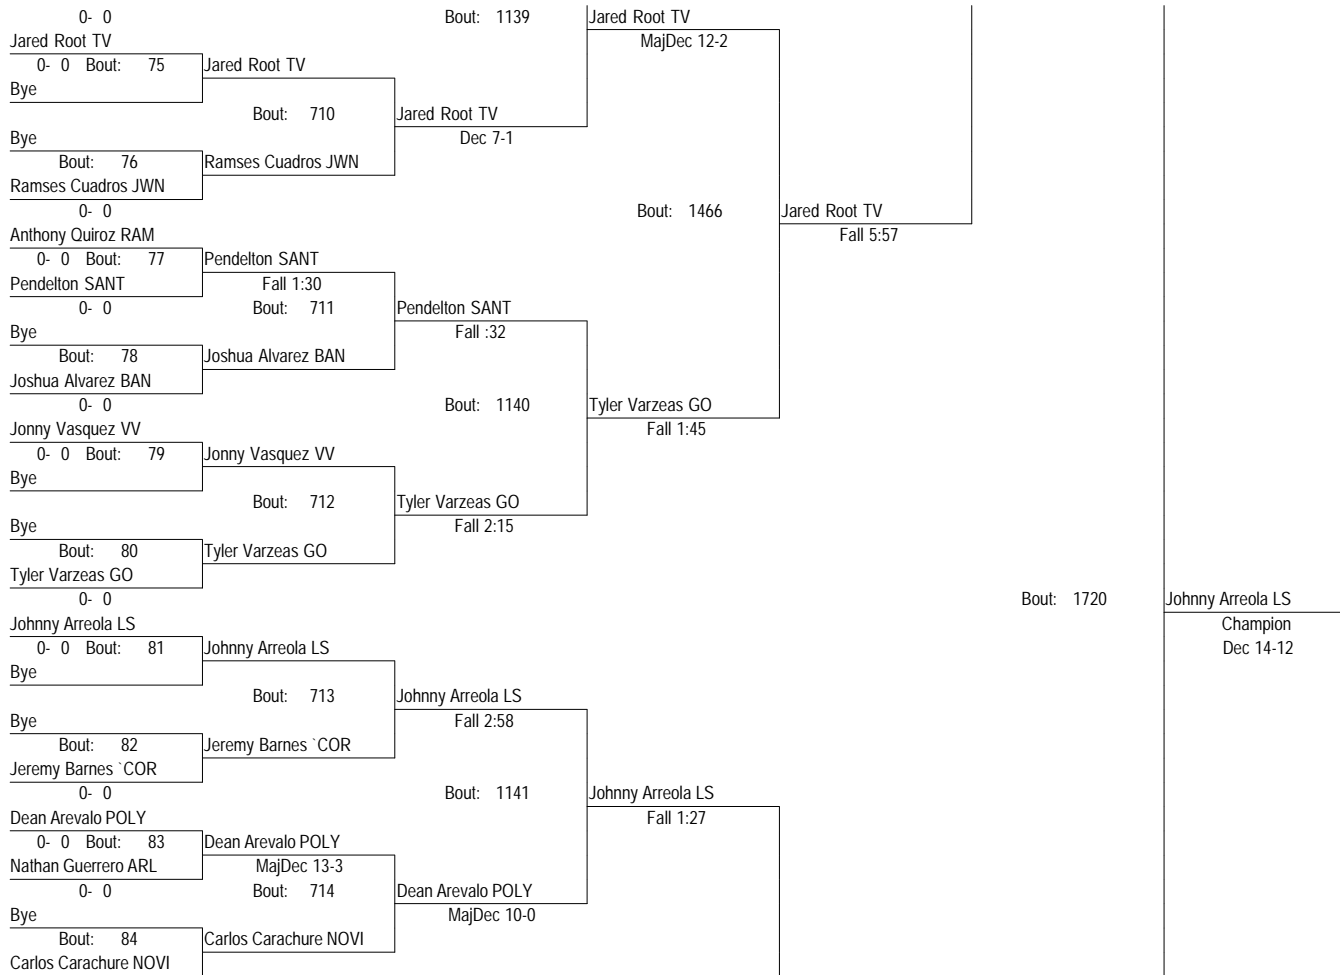 0- 0 Bout: 1139 Jared Root TV
Jared Root TV MajDec 12-2
0- 0 Bout: 75 Jared Root TV
Bye
Bout: 710 Jared Root TV
Bye Dec 7-1
Bout: 76 Ramses Cuadros JWN
Ramses Cuadros JWN
0- 0 Bout: 1466 Jared Root TV
Anthony Quiroz RAM Fall 5:57
0- 0 Bout: 77 Pendelton SANT
Pendelton SANT Fall 1:30
0- 0 Bout: 711 Pendelton SANT
Bye Fall :32
Bout: 78 Joshua Alvarez BAN
Joshua Alvarez BAN
0- 0 Bout: 1140 Tyler Varzeas GO
Jonny Vasquez VV Fall 1:45
0- 0 Bout: 79 Jonny Vasquez VV
Bye
Bout: 712 Tyler Varzeas GO
Bye Fall 2:15
Bout: 80 Tyler Varzeas GO
Tyler Varzeas GO
0- 0 Bout: 1720 Johnny Arreola LS
Johnny Arreola LS Champion
0- 0 Bout: 81 Johnny Arreola LS Dec 14-12
Bye
Bout: 713 Johnny Arreola LS
Bye Fall 2:58
Bout: 82 Jeremy Barnes `COR
Jeremy Barnes `COR
0- 0 Bout: 1141 Johnny Arreola LS
Dean Arevalo POLY Fall 1:27
0- 0 Bout: 83 Dean Arevalo POLY
Nathan Guerrero ARL MajDec 13-3
0- 0 Bout: 714 Dean Arevalo POLY
Bye MajDec 10-0
Bout: 84 Carlos Carachure NOVI
Carlos Carachure NOVI